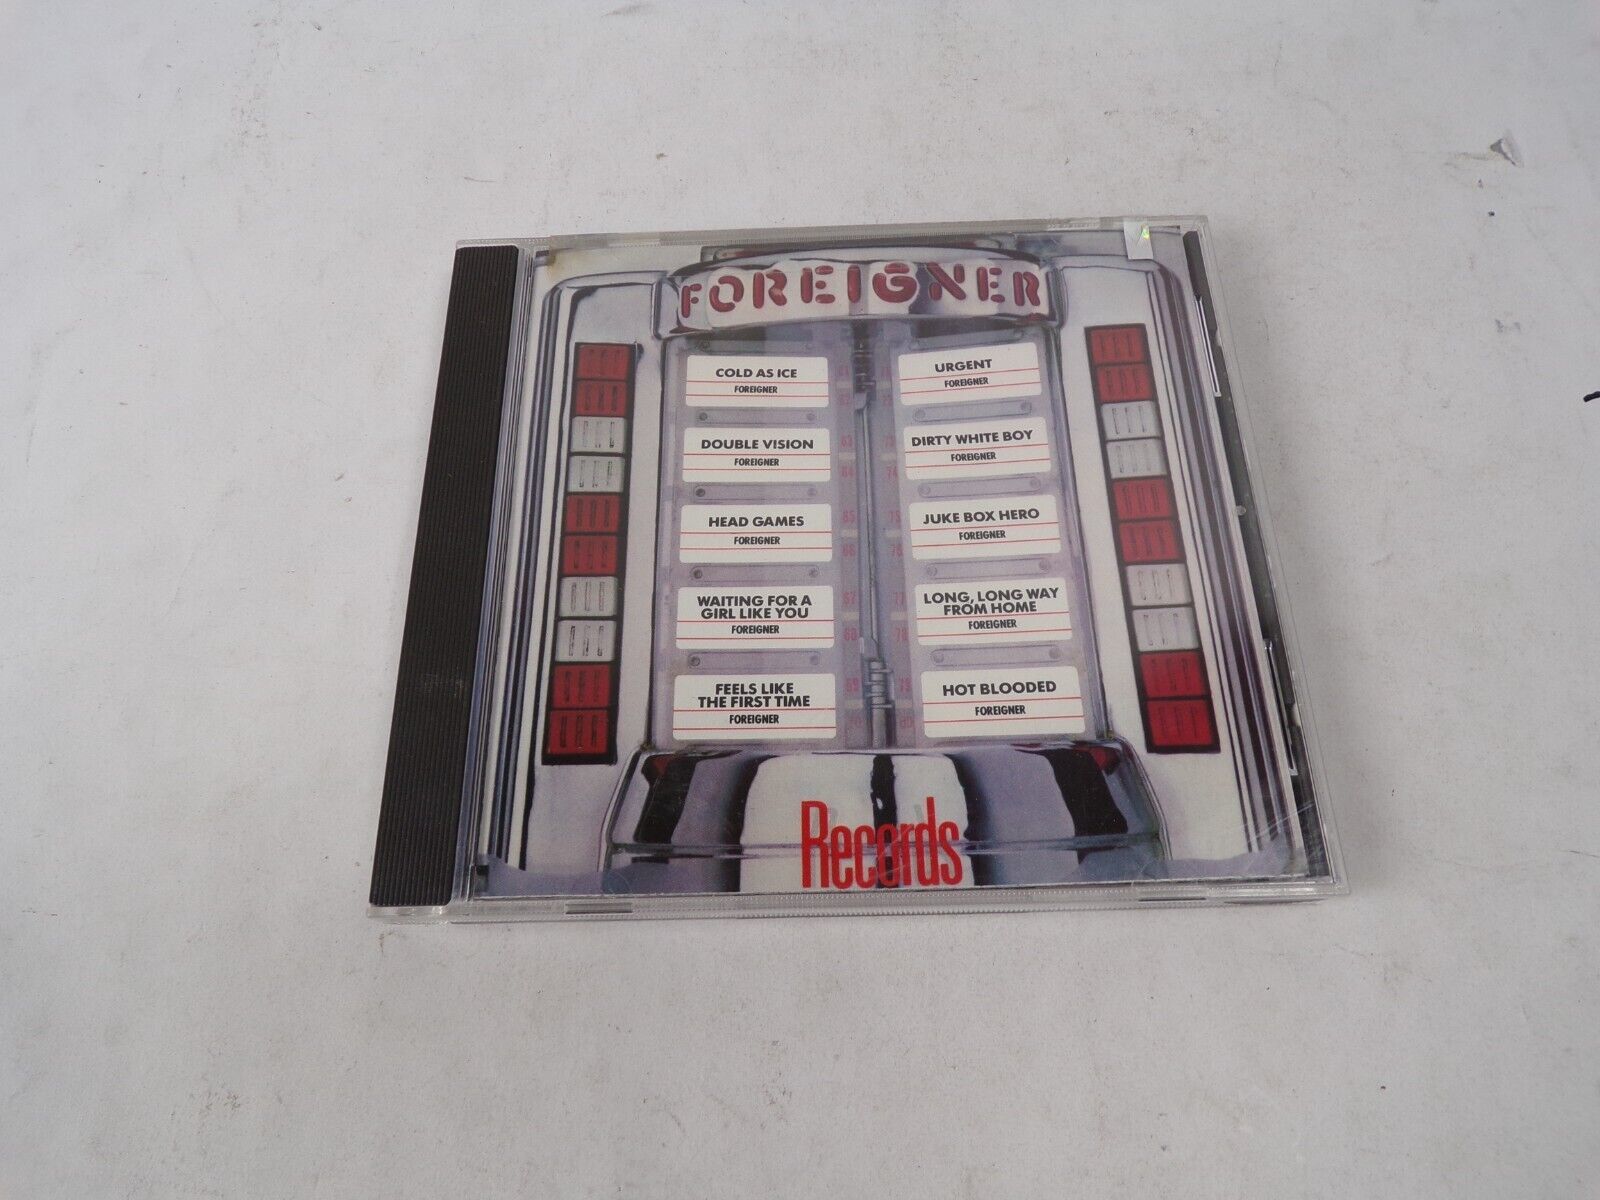 FOREIGNER
COLD AS ICE
FOREIGNER
DOUBLE VISION
FOREIGNER
HEAD GAMES
FOREIGNER
WAITING FOR A
GIRL LIKE YOU
FOREIGNER
FEELS LIKE
THE FIRST TIME
FOREIGNER
URGENT
FOREIGNER
DIRTY WHITE BOY
FOREIGNER
JUKE BOX HERO
FOREIGNER
LONG, LONG WAY
FROM HOME
FOREIGNER
HOT BLOODED
FOREIGNER
Records